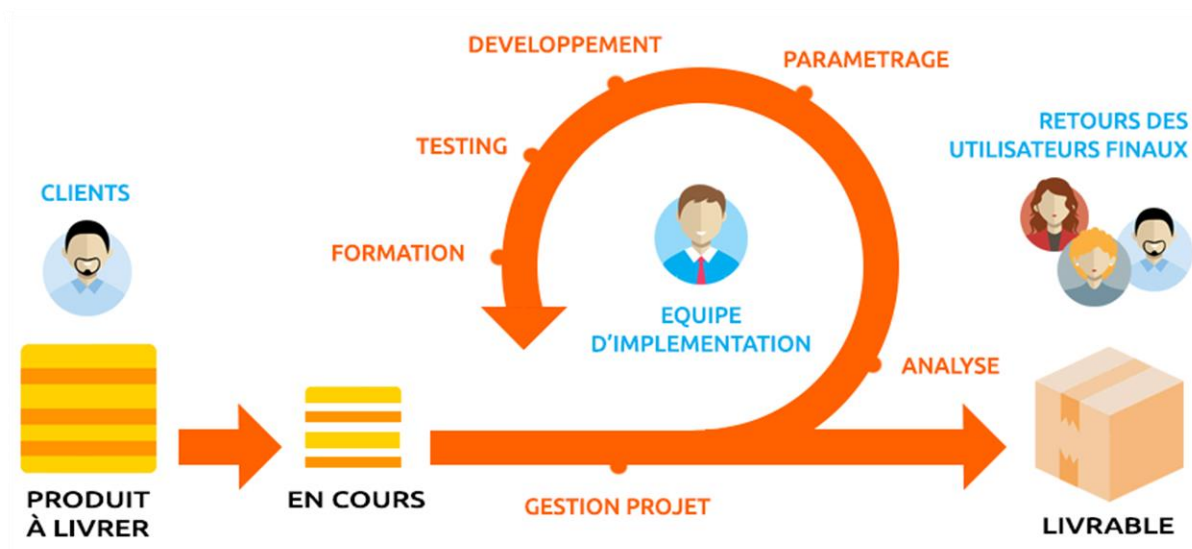 DEVELOPPEMENT
PARAMETRAGE
TESTING
RETOURS DES
UTILISATEURS FINAUX
CLIENTS
FORMATION
EQUIPE
D'IMPLEMENTATION
ANALYSE
PRODUIT
À LIVRER
EN COURS
GESTION PROJET
LIVRABLE